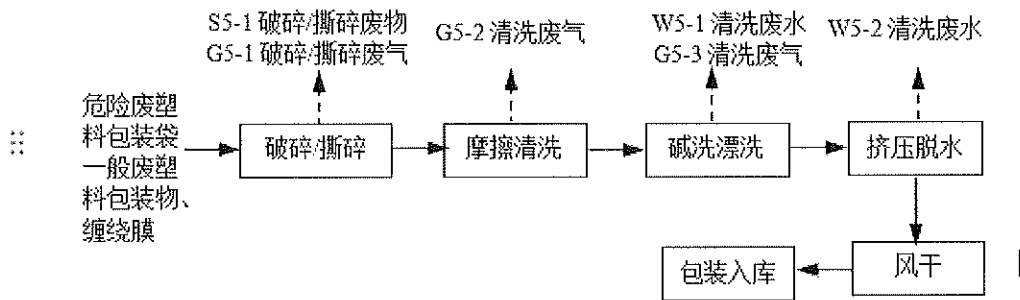 S5-1 破碎/撕碎废物
G5-1 破碎/撕碎废气
G5-2 清洗废气
W5-1 清洗废水
G5-3 清洗废气
W5-2 清洗废水
危险废塑
料包装袋
一般废塑
料包装物、
缠绕膜
破碎/撕碎
摩擦清洗
碱洗漂洗
挤压脱水
包装入库
风干